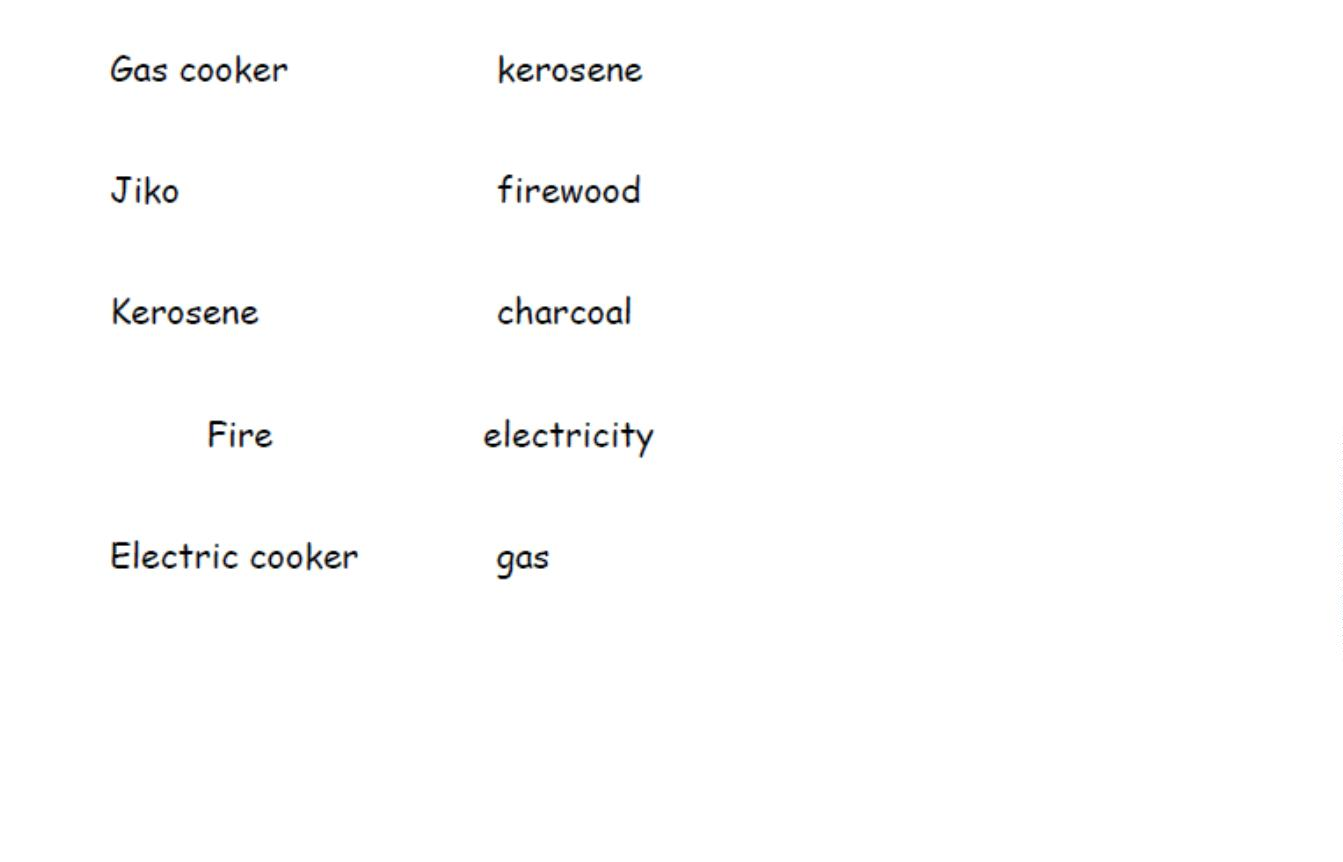 Gas cooker kerosene
Jiko firewood
Kerosene charcoal
Fire electricity
Electric cooker gas